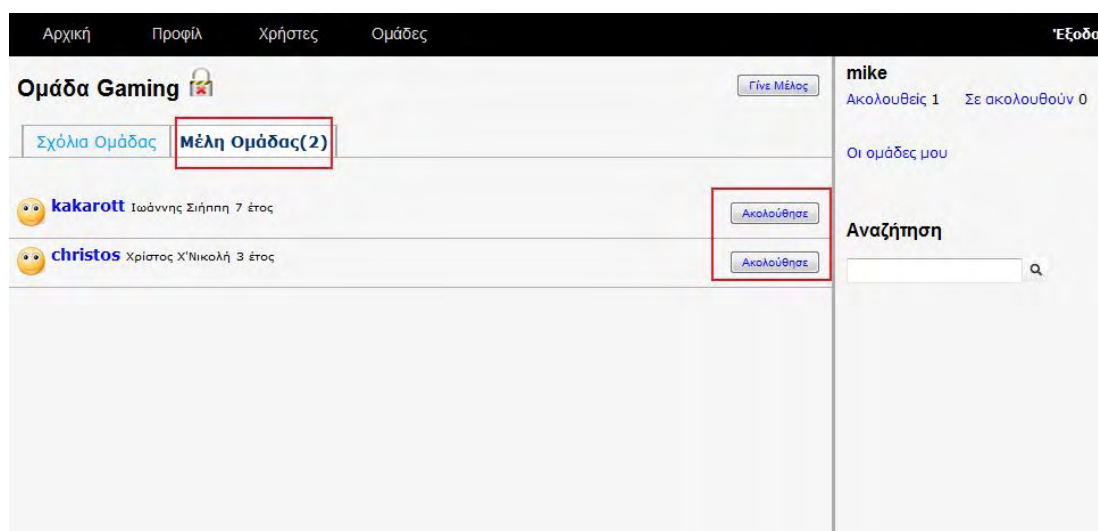 Αρχική Προφίλ Χρήστες Ομάδες Έξοδο
Ομάδα Gaming
Γίνε Μέλος
Σχόλια Ομάδας Μέλη Ομάδας(2)
kakarott Ιωάννης Σιήππη 7 έτος Ακολούθησε
christos Χρίστος Χ'Νικολή 3 έτος Ακολούθησε
mike
Ακολουθείς 1 Σε ακολουθούν 0
Οι ομάδες μου
Αναζήτηση